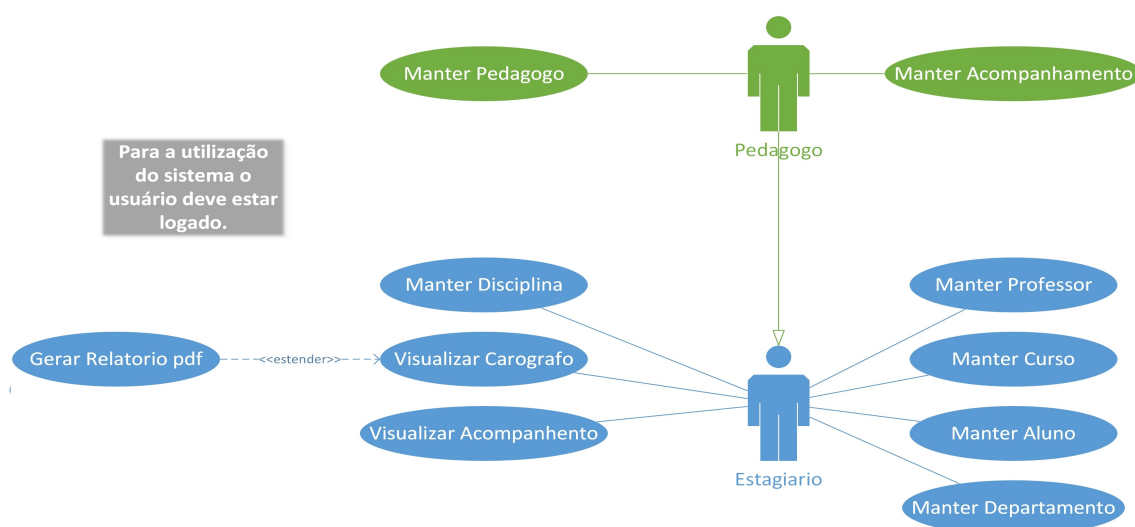 Manter Pedagogo
Manter Acompanhamento
Pedagogo
Para a utilização
do sistema o
usuário deve estar
logado.
Manter Disciplina
Manter Professor
Gerar Relatorio pdf
<<estender>>
Visualizar Carografo
Manter Curso
Visualizar Acompanhento
Manter Aluno
Estagiario
Manter Departamento